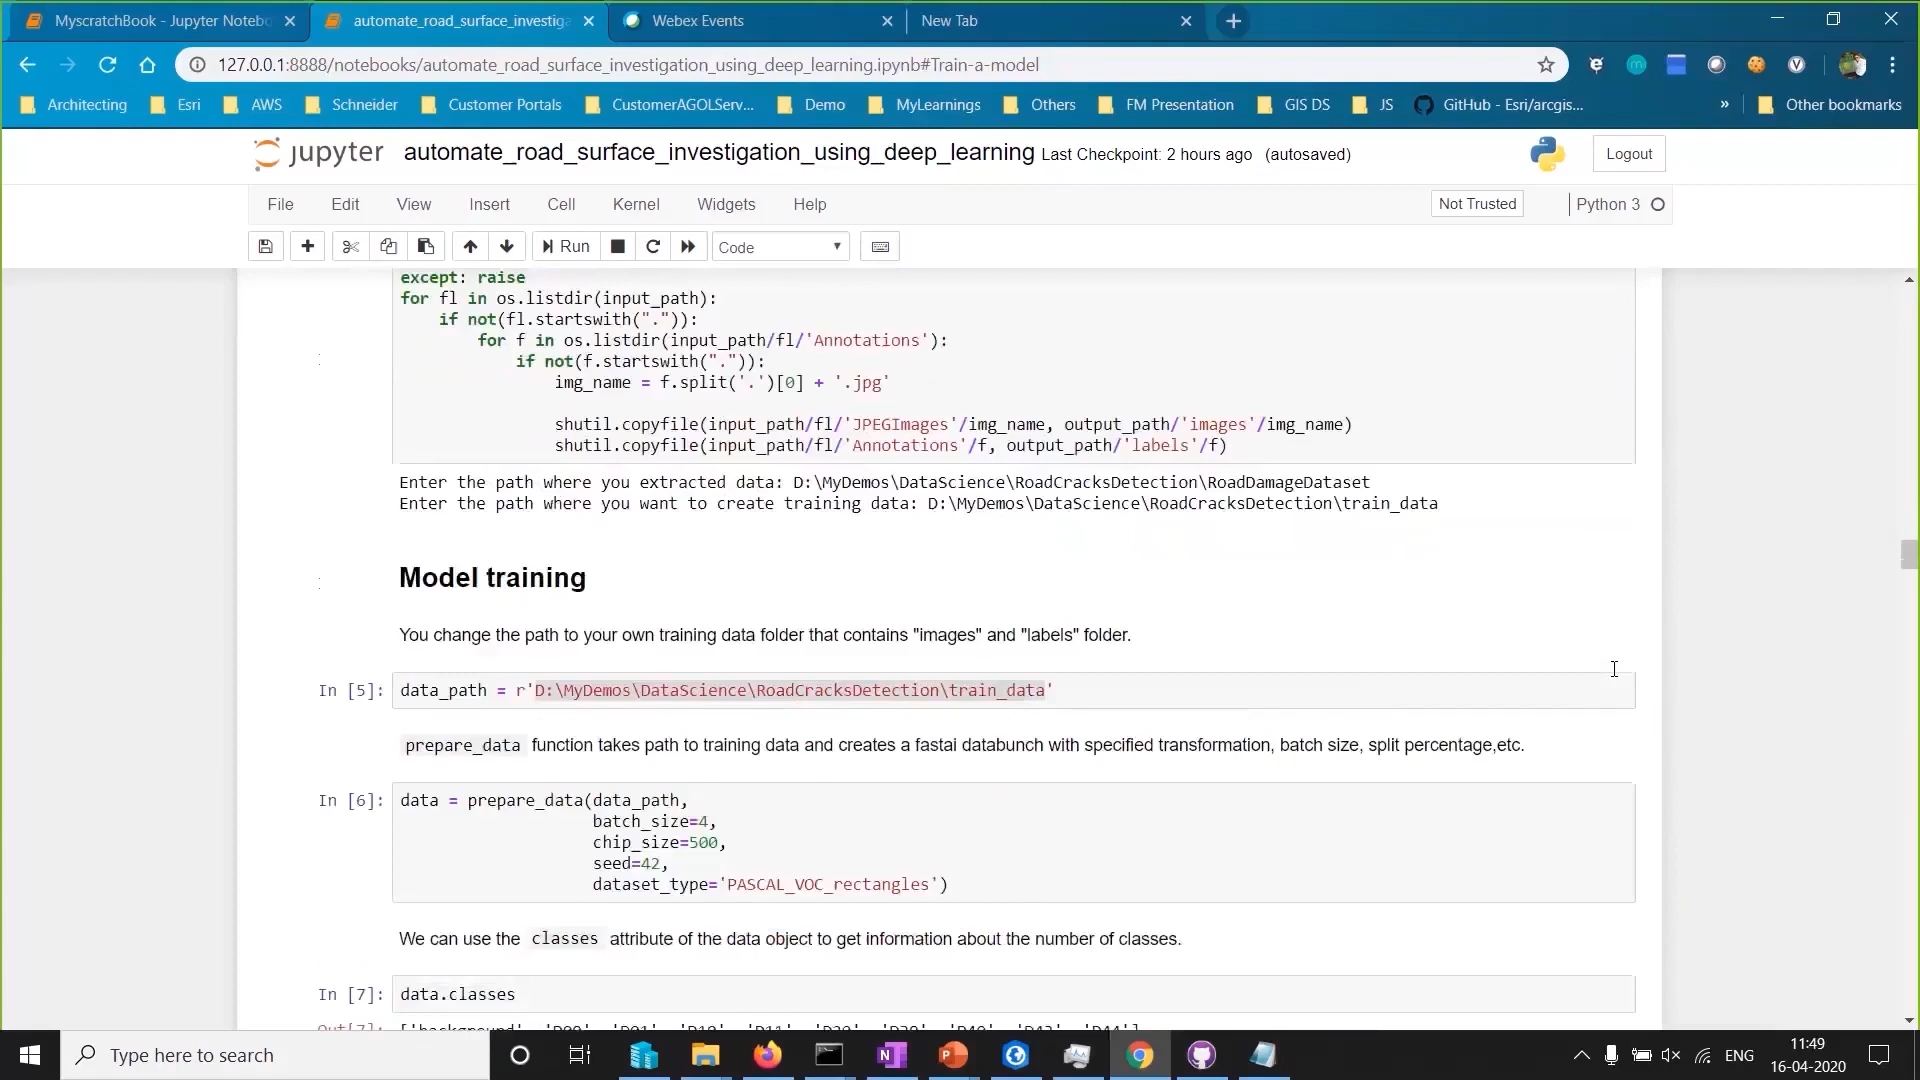 MyscratchBook - Jupyter Notebo
automate_road_surface_investiga
Webex Events
New Tab
127.0.0.1:8888/notebooks/automate_road_surface_investigation_using_deep_learning.ipynb#Train-a-model
Architecting
Esri
AWS
Schneider
Customer Portals
CustomerAGOLServ...
Demo
MyLearnings
Others
FM Presentation
GIS DS
JS
GitHub - Esri/arcgis...
»
Other bookmarks
jupyter automate_road_surface_investigation_using_deep_learning Last Checkpoint: 2 hours ago (autosaved)
Logout
File Edit View Insert Cell Kernel Widgets Help
Not Trusted
Python 3
Run
Code
except: raise
for fl in os.listdir(input_path):
    if not(fl.startswith(".")):
        for f in os.listdir(input_path/fl/'Annotations'):
            if not(f.startswith(".")):
                img_name = f.split('.')[0] + '.jpg'
                shutil.copyfile(input_path/fl/'JPEGImages'/img_name, output_path/'images'/img_name)
                shutil.copyfile(input_path/fl/'Annotations'/f, output_path/'labels'/f)
Enter the path where you extracted data: D:\MyDemos\DataScience\RoadCracksDetection\RoadDamageDataset
Enter the path where you want to create training data: D:\MyDemos\DataScience\RoadCracksDetection\train_data
Model training
You change the path to your own training data folder that contains "images" and "labels" folder.
In [5]: data_path = r'D:\MyDemos\DataScience\RoadCracksDetection\train_data'
prepare_data function takes path to training data and creates a fastai databunch with specified transformation, batch size, split percentage,etc.
In [6]: data = prepare_data(data_path,
                    batch_size=4,
                    chip_size=500,
                    seed=42,
                    dataset_type='PASCAL_VOC_rectangles')
We can use the classes attribute of the data object to get information about the number of classes.
In [7]: data.classes
Type here to search
ENG
11:49
16-04-2020